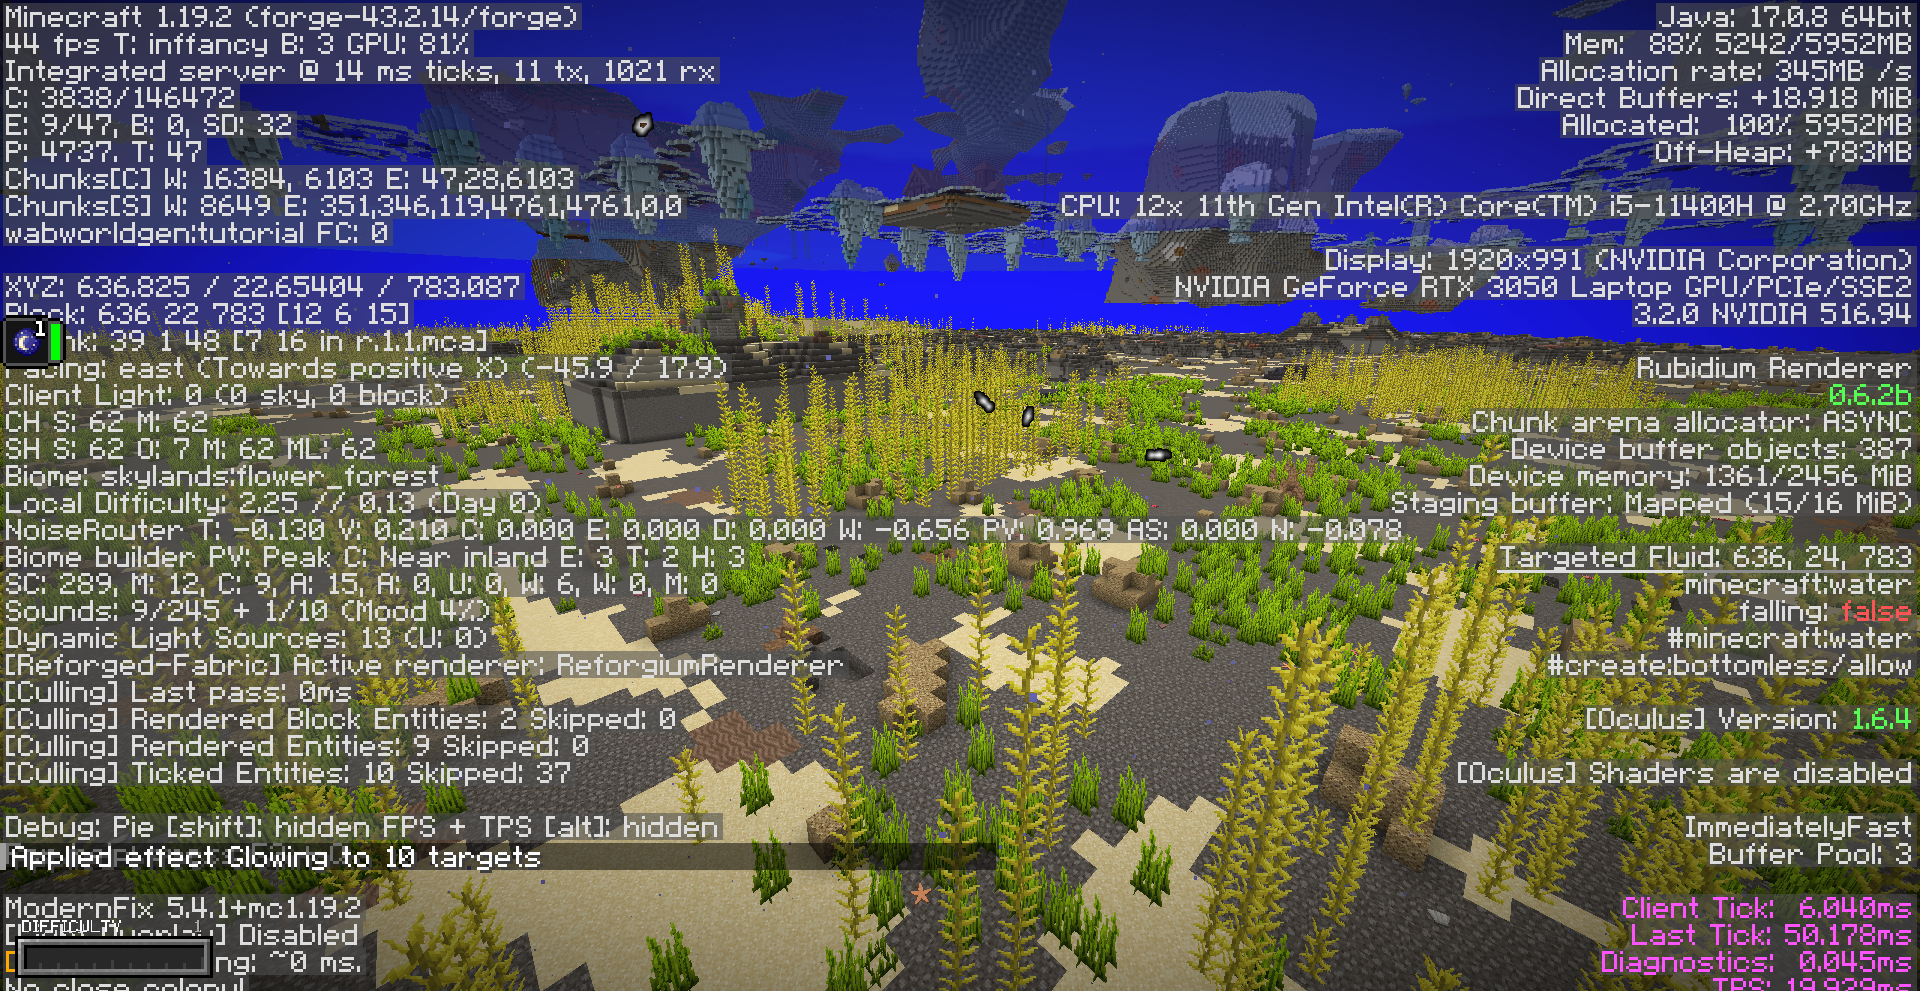 Minecraft 1.19.2 (forge-43.2.14/forge)
44 fps T: inffancy B: 3 GPU: 81%
Integrated server @ 14 ms ticks, 11 tx, 1021 rx
C: 3838/146472
E: 9/47, B: 0, SD: 32
P: 4737. T: 47
Chunks[C] W: 16384, 6103 E: 47,28,6103
Chunks[S] W: 8649 E: 351,346,119,4761,4761,0,0
wabworldgen:tutorial FC: 0
XYZ: 636.825 / 22.65404 / 783.087
k: 636 22 783 [12 6 15]
1
nk: 39 1 48 [7 16 in r.1.1.mca]
Facing: east (Towards positive X) (-45.9 / 17.9)
Client Light: 0 (0 sky, 0 block)
CH S: 62 M: 62
SH S: 62 O: 7 M: 62 ML: 62
Biome: skylands:flower_forest
Local Difficulty: 2.25 // 0.13 (Day 0)
NoiseRouter T: -0.130 V: 0.210 C: 0.000 E: 0.000 D: 0.000 W: -0.656 PV: 0.969 AS: 0.000 N: -0.078
Biome builder PV: Peak C: Near inland E: 3 T: 2 H: 3
SC: 289, M: 12, C: 9, A: 15, A: 0, U: 0, W: 6, W: 0, M: 0
Sounds: 9/245 + 1/10 (Mood 4%)
Dynamic Light Sources: 13 (U: 0)
[Reforged-Fabric] Active renderer: ReforgiumRenderer
[Culling] Last pass: 0ms
[Culling] Rendered Block Entities: 2 Skipped: 0
[Culling] Rendered Entities: 9 Skipped: 0
[Culling] Ticked Entities: 10 Skipped: 37
Debug: Pie [shift]: hidden FPS + TPS [alt]: hidden
Applied effect Glowing to 10 targets
ModernFix 5.4.1+mc1.19.2
DIFFICULTY 1
Disabled
ng: ~0 ms.
No close colony!
Java: 17.0.8 64bit
Mem: 88% 5242/5952MB
Allocation rate: 345MB /s
Direct Buffers: +18.918 MiB
Allocated: 100% 5952MB
Off-Heap: +783MB
CPU: 12x 11th Gen Intel(R) Core(TM) i5-11400H @ 2.70GHz
Display: 1920x991 (NVIDIA Corporation)
NVIDIA GeForce RTX 3050 Laptop GPU/PCIe/SSE2
3.2.0 NVIDIA 516.94
Rubidium Renderer
0.6.2b
Chunk arena allocator: ASYNC
Device buffer objects: 387
Device memory: 1361/2456 MiB
Staging buffer: Mapped (15/16 MiB)
Targeted Fluid: 636, 24, 783
minecraft:water
falling: false
#minecraft:water
#create:bottomless/allow
[Oculus] Version: 1.6.4
[Oculus] Shaders are disabled
ImmediatelyFast
Buffer Pool: 3
Client Tick: 6.040ms
Last Tick: 50.178ms
Diagnostics: 0.045ms
TPS: 19.929ms